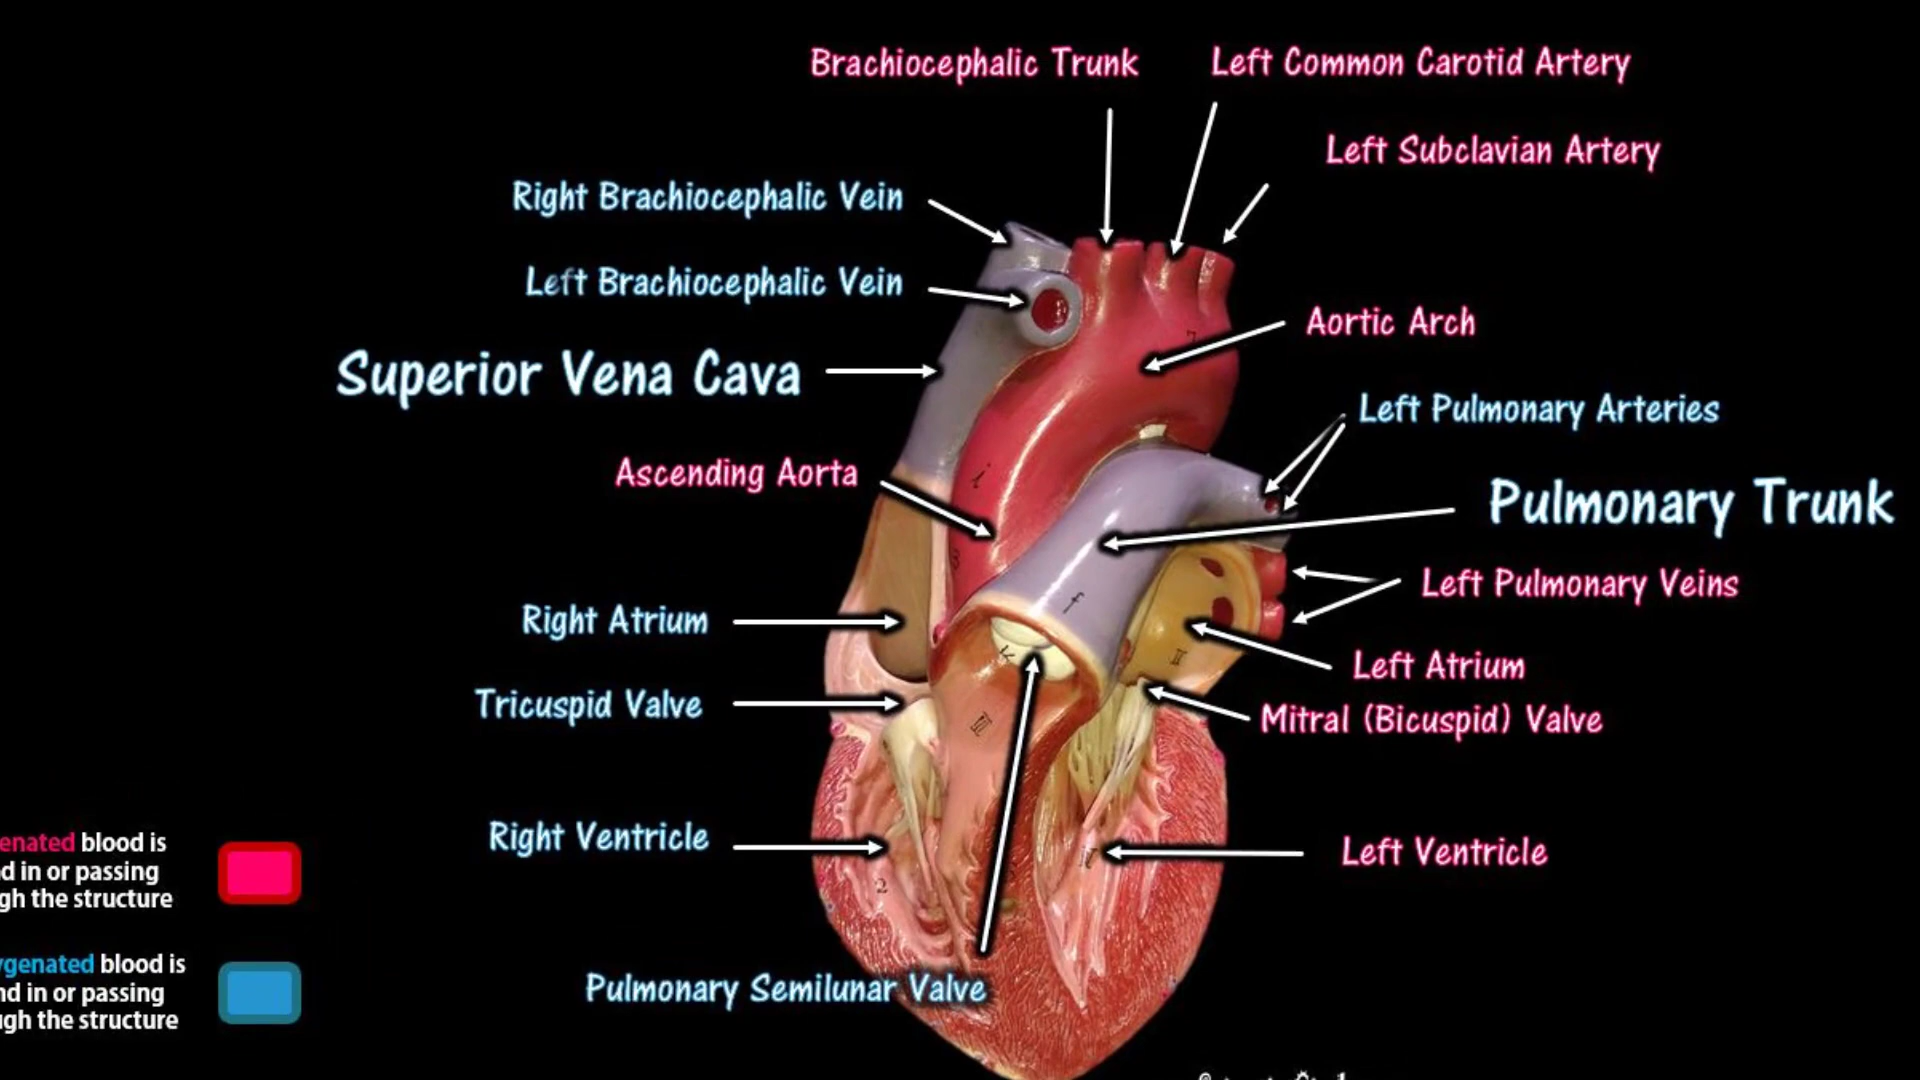 Brachiocephalic Trunk
Left Common Carotid Artery
Left Subclavian Artery
Right Brachiocephalic Vein
Left Brachiocephalic Vein
Aortic Arch
Superior Vena Cava
Left Pulmonary Arteries
Ascending Aorta
Pulmonary Trunk
Left Pulmonary Veins
Right Atrium
Left Atrium
Tricuspid Valve
Mitral (Bicuspid) Valve
Right Ventricle
Left Ventricle
enated blood is
d in or passing
gh the structure
ygenated blood is
nd in or passing
ugh the structure
Pulmonary Semilunar Valve